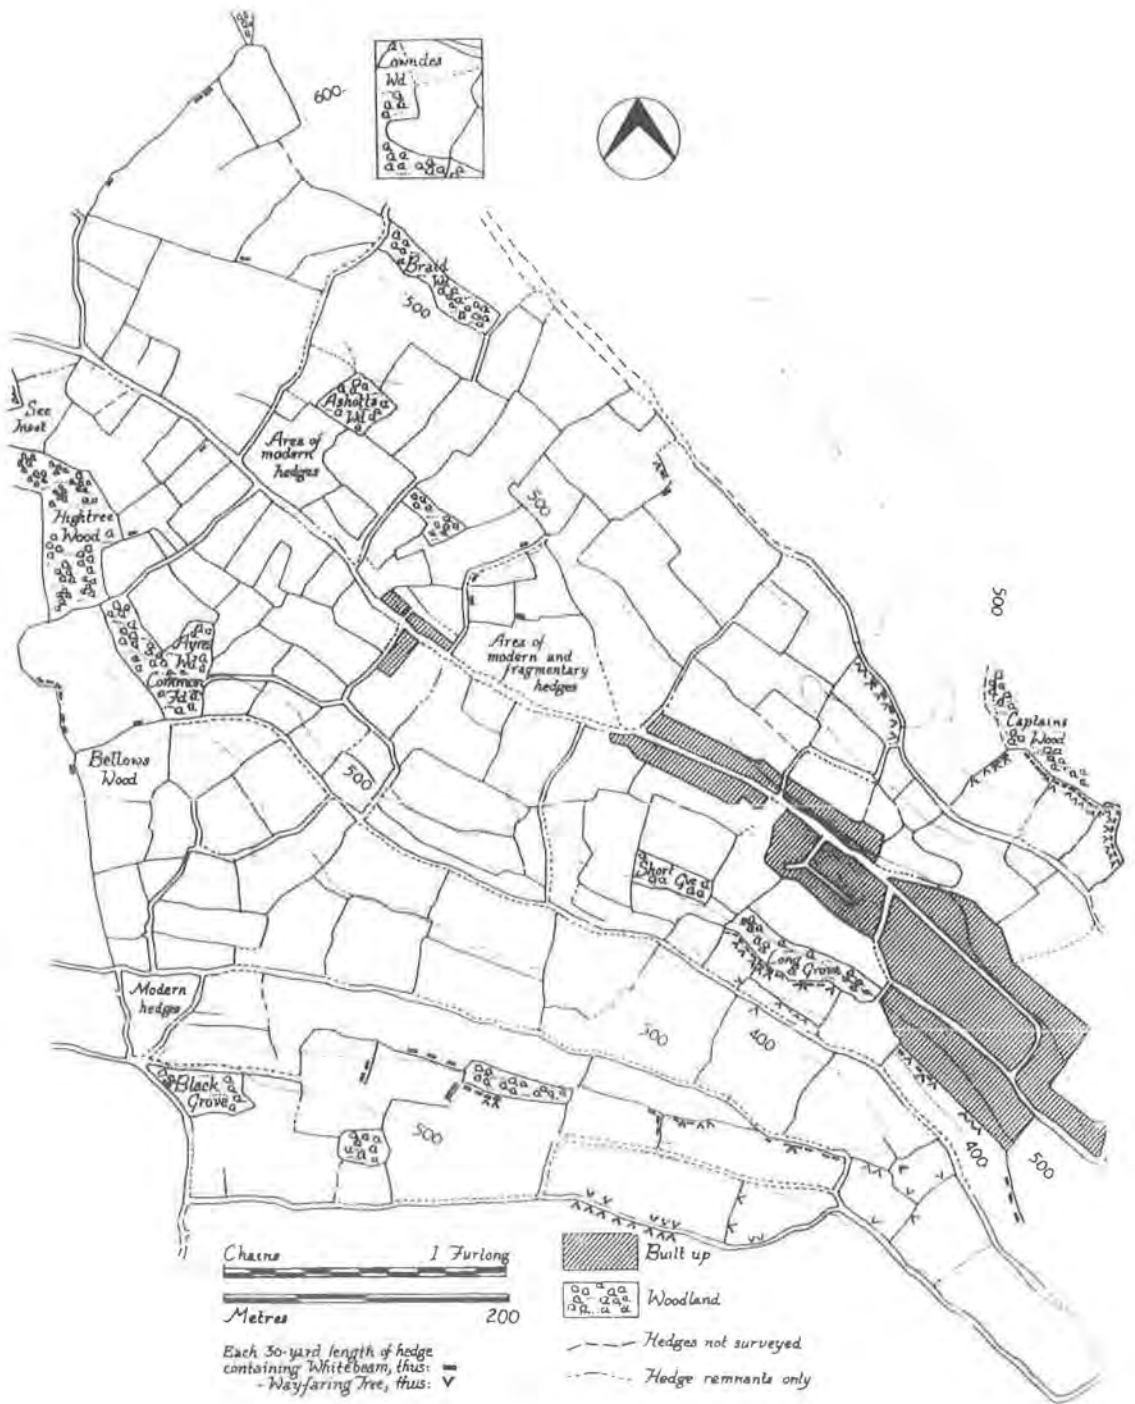 600-
Lowndes
Wd
Braid
Wd
500
See
Inset
Ashotts
Wd
Area of
modern
hedges
500
Hightree
Wood
500
Ayres
Wd
Common
Fd
Area of
modern and
fragmentary
hedges
Captains
Wood
Bellows
Wood
500
Short Gve
Long
Grove
Modern
hedges
500
400
Black
Grove
500
400
500
Chains 1 Furlong
Metres 200
Each 30-yard length of hedge
containing Whitebeam, thus:
- Wayfaring Tree, thus: V
Built up
Woodland
Hedges not surveyed
Hedge remnants only